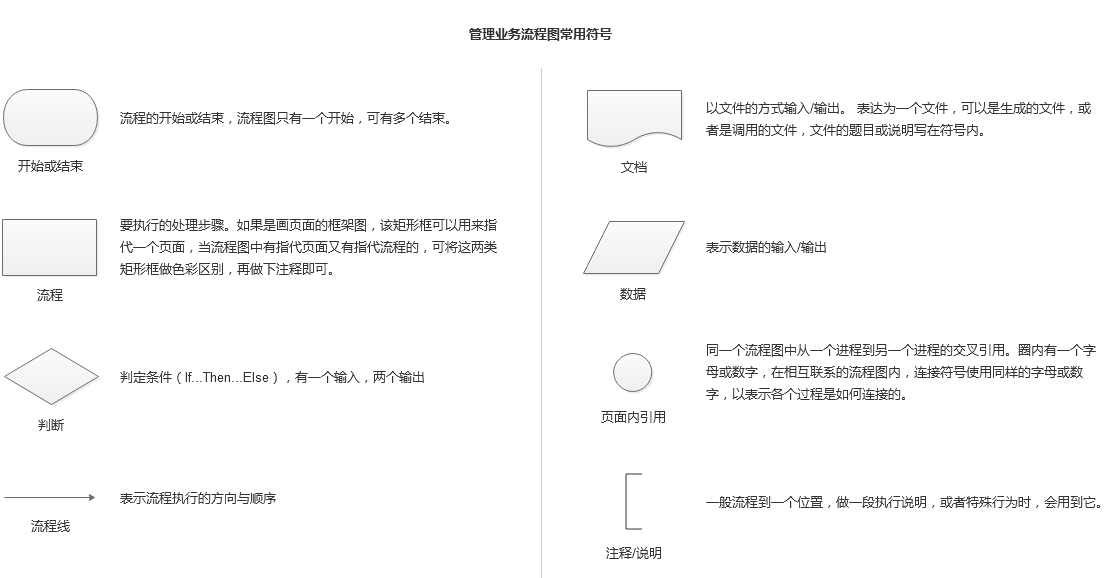 管理业务流程图常用符号
流程的开始或结束，流程图只有一个开始，可有多个结束。
开始或结束
要执行的处理步骤。如果是画页面的框架图，该矩形框可以用来指
代一个页面，当流程图中有指代页面又有指代流程的，可将这两类
矩形框做色彩区别，再做下注释即可。
流程
判定条件（If...Then...Else），有一个输入，两个输出
判断
表示流程执行的方向与顺序
流程线
以文件的方式输入/输出。 表达为一个文件，可以是生成的文件，或
者是调用的文件，文件的题目或说明写在符号内。
文档
表示数据的输入/输出
数据
同一个流程图中从一个进程到另一个进程的交叉引用。圈内有一个字
母或数字，在相互联系的流程图内，连接符号使用同样的字母或数
字，以表示各个过程是如何连接的。
页面内引用
一般流程到一个位置，做一段执行说明，或者特殊行为时，会用到它。
注释/说明